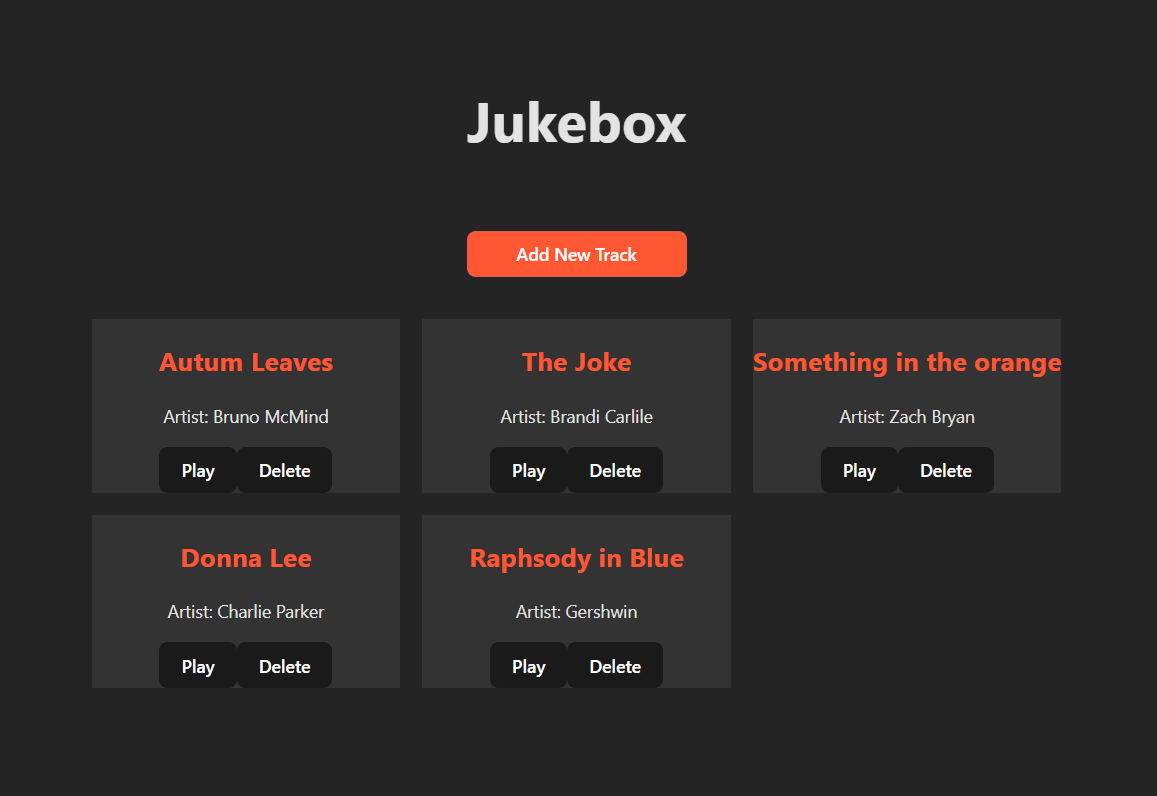 Jukebox
Add New Track
Autum Leaves
Artist: Bruno McMind
Play Delete
The Joke
Artist: Brandi Carlile
Play Delete
Something in the orange
Artist: Zach Bryan
Play Delete
Donna Lee
Artist: Charlie Parker
Play Delete
Raphsody in Blue
Artist: Gershwin
Play Delete